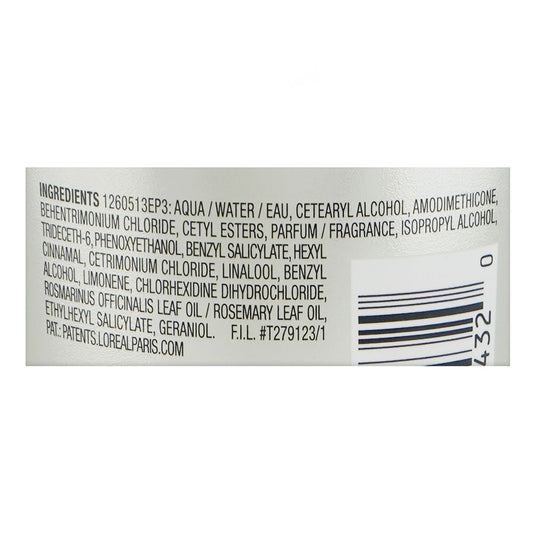 INGREDIENTS 1260513EP3: AQUA / WATER / EAU, CETEARYL ALCOHOL, AMODIMETHICONE,
BEHENTRIMONIUM CHLORIDE, CETYL ESTERS, PARFUM / FRAGRANCE, ISOPROPYL ALCOHOL,
TRIDECETH-6, PHENOXYETHANOL, BENZYL SALICYLATE, HEXYL
CINNAMAL, CETRIMONIUM CHLORIDE, LINALOOL, BENZYL
ALCOHOL, LIMONENE, CHLORHEXIDINE DIHYDROCHLORIDE,
ROSMARINUS OFFICINALIS LEAF OIL / ROSEMARY LEAF OIL,
ETHYLHEXYL SALICYLATE, GERANIOL. F.I.L. #T279123/1
PAT.: PATENTS.LOREALPARIS.COM
432
0